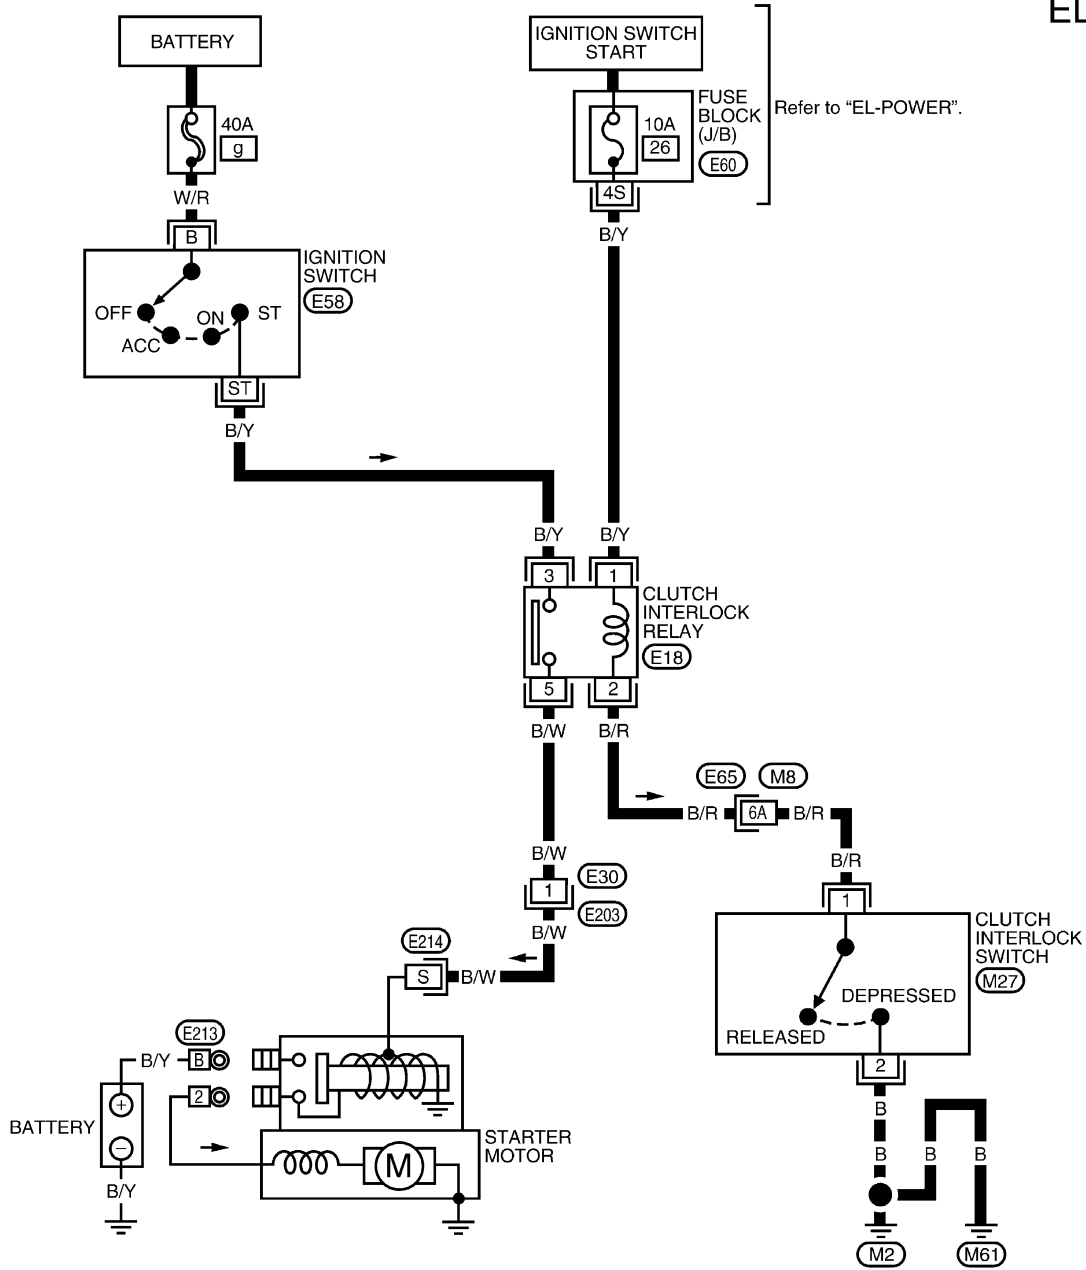 EL
BATTERY
IGNITION SWITCH
START
40A
g
10A
26
FUSE
BLOCK
(J/B)
E60
Refer to “EL-POWER”.
W/R
4S
B
B/Y
IGNITION
SWITCH
E58
OFF
ACC
ON
ST
ST
B/Y
B/Y
B/Y
3
1
CLUTCH
INTERLOCK
RELAY
E18
5
2
B/W
B/R
E65
M8
B/R
6A
B/R
B/W
B/R
1
E30
E203
1
B/W
CLUTCH
INTERLOCK
SWITCH
M27
E214
S
B/W
DEPRESSED
RELEASED
E213
B/Y
B
2
2
B
BATTERY
+
−
STARTER
MOTOR
M
B
B
B
B/Y
M2
M61